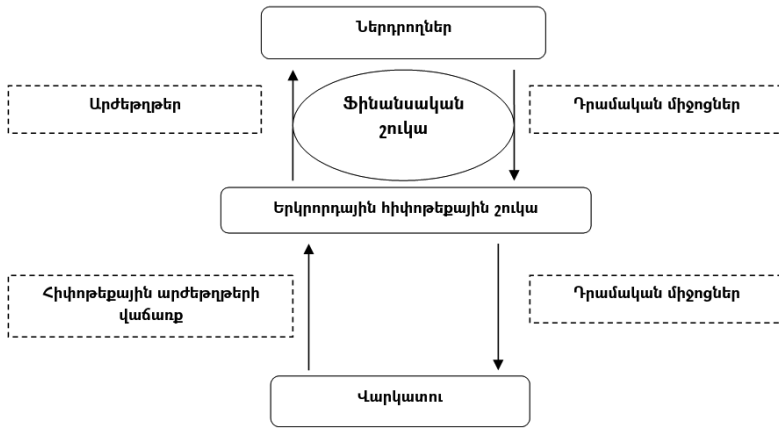 Ներդրողներ
Արժեթղթեր
Ֆինանսական
շուկա
Դրամական միջոցներ
Երկրորդային հիփոթեքային շուկա
Հիփոթեքային արժեթղթերի
վաճառք
Դրամական միջոցներ
Վարկատու